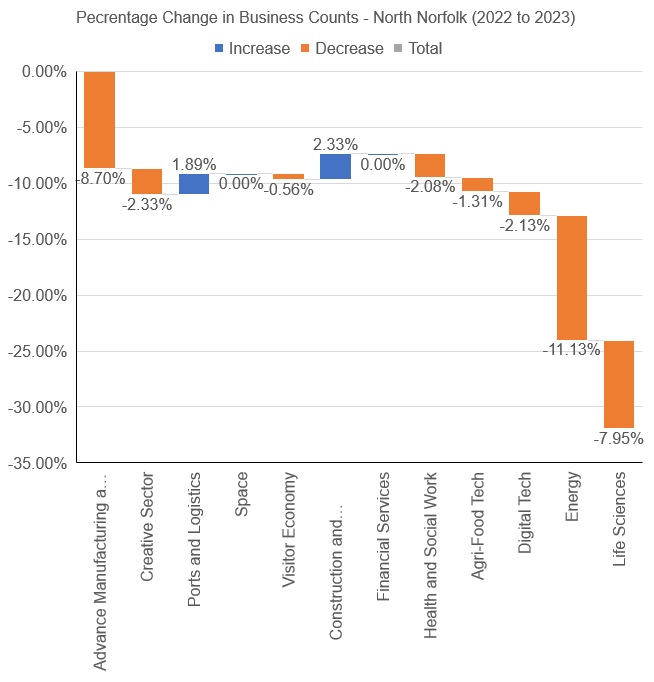 Pecrentage Change in Business Counts - North Norfolk (2022 to 2023)
Increase Decrease Total
0.00%
-5.00%
-10.00%
-15.00%
-20.00%
-25.00%
-30.00%
-35.00%
-8.70%
-2.33%
1.89%
0.00%
-0.56%
2.33%
0.00%
-2.08%
-1.31%
-2.13%
-11.13%
-7.95%
Advance Manufacturing a...
Creative Sector
Ports and Logistics
Space
Visitor Economy
Construction and...
Financial Services
Health and Social Work
Agri-Food Tech
Digital Tech
Energy
Life Sciences